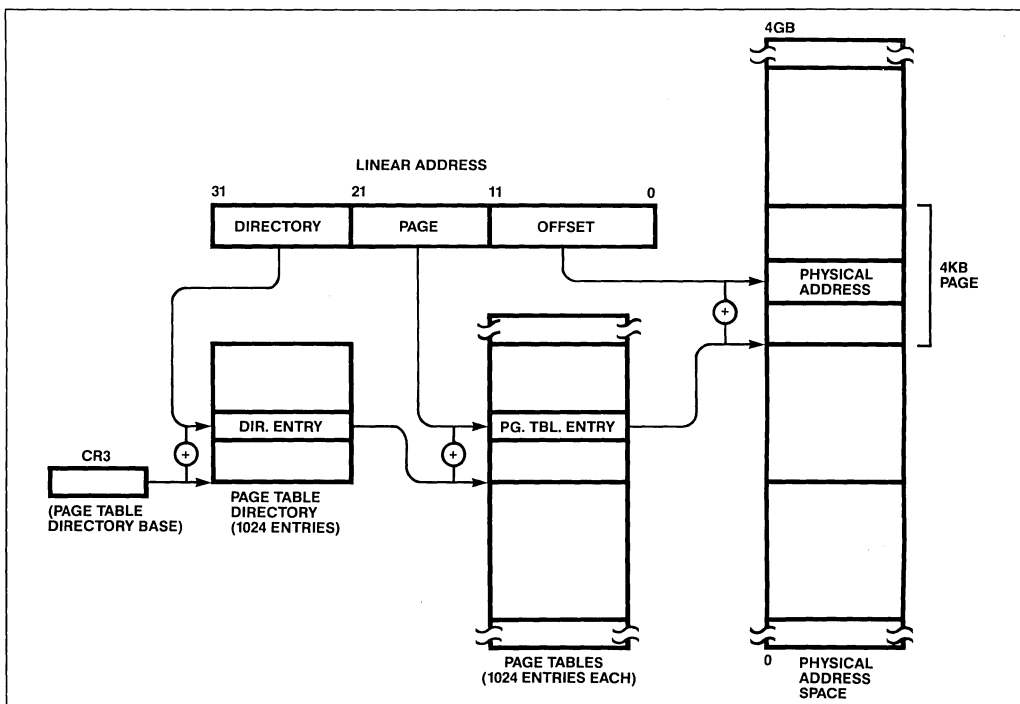 4GB
LINEAR ADDRESS
31 21 11 0
DIRECTORY PAGE OFFSET
PHYSICAL
ADDRESS
4KB
PAGE
+
DIR. ENTRY
PG. TBL. ENTRY
+
+
CR3
(PAGE TABLE
DIRECTORY BASE)
PAGE TABLE
DIRECTORY
(1024 ENTRIES)
PAGE TABLES
(1024 ENTRIES EACH)
0
PHYSICAL
ADDRESS
SPACE